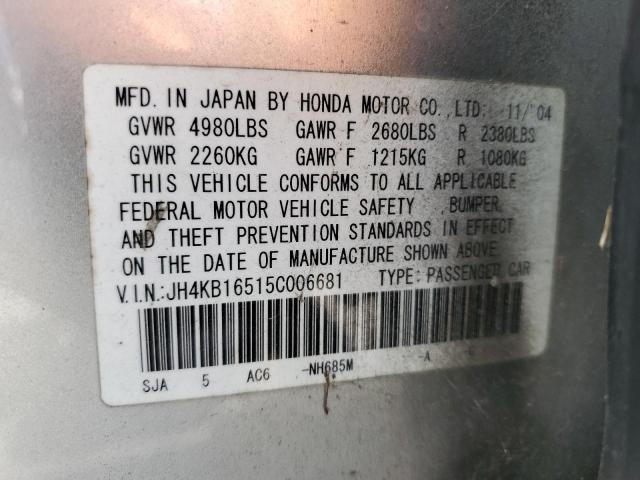 MFD. IN JAPAN BY HONDA MOTOR CO.,LTD. 11/'04
GVWR 4980LBS GAWR F 2680LBS R 2380LBS
GVWR 2260KG GAWR F 1215KG R 1080KG
THIS VEHICLE CONFORMS TO ALL APPLICABLE
FEDERAL MOTOR VEHICLE SAFETY ,BUMPER,
AND THEFT PREVENTION STANDARDS IN EFFECT
ON THE DATE OF MANUFACTURE SHOWN ABOVE.
V.I.N.:JH4KB16515C006681 TYPE: PASSENGER CAR
SJA 5 AC6 -NH685M -A